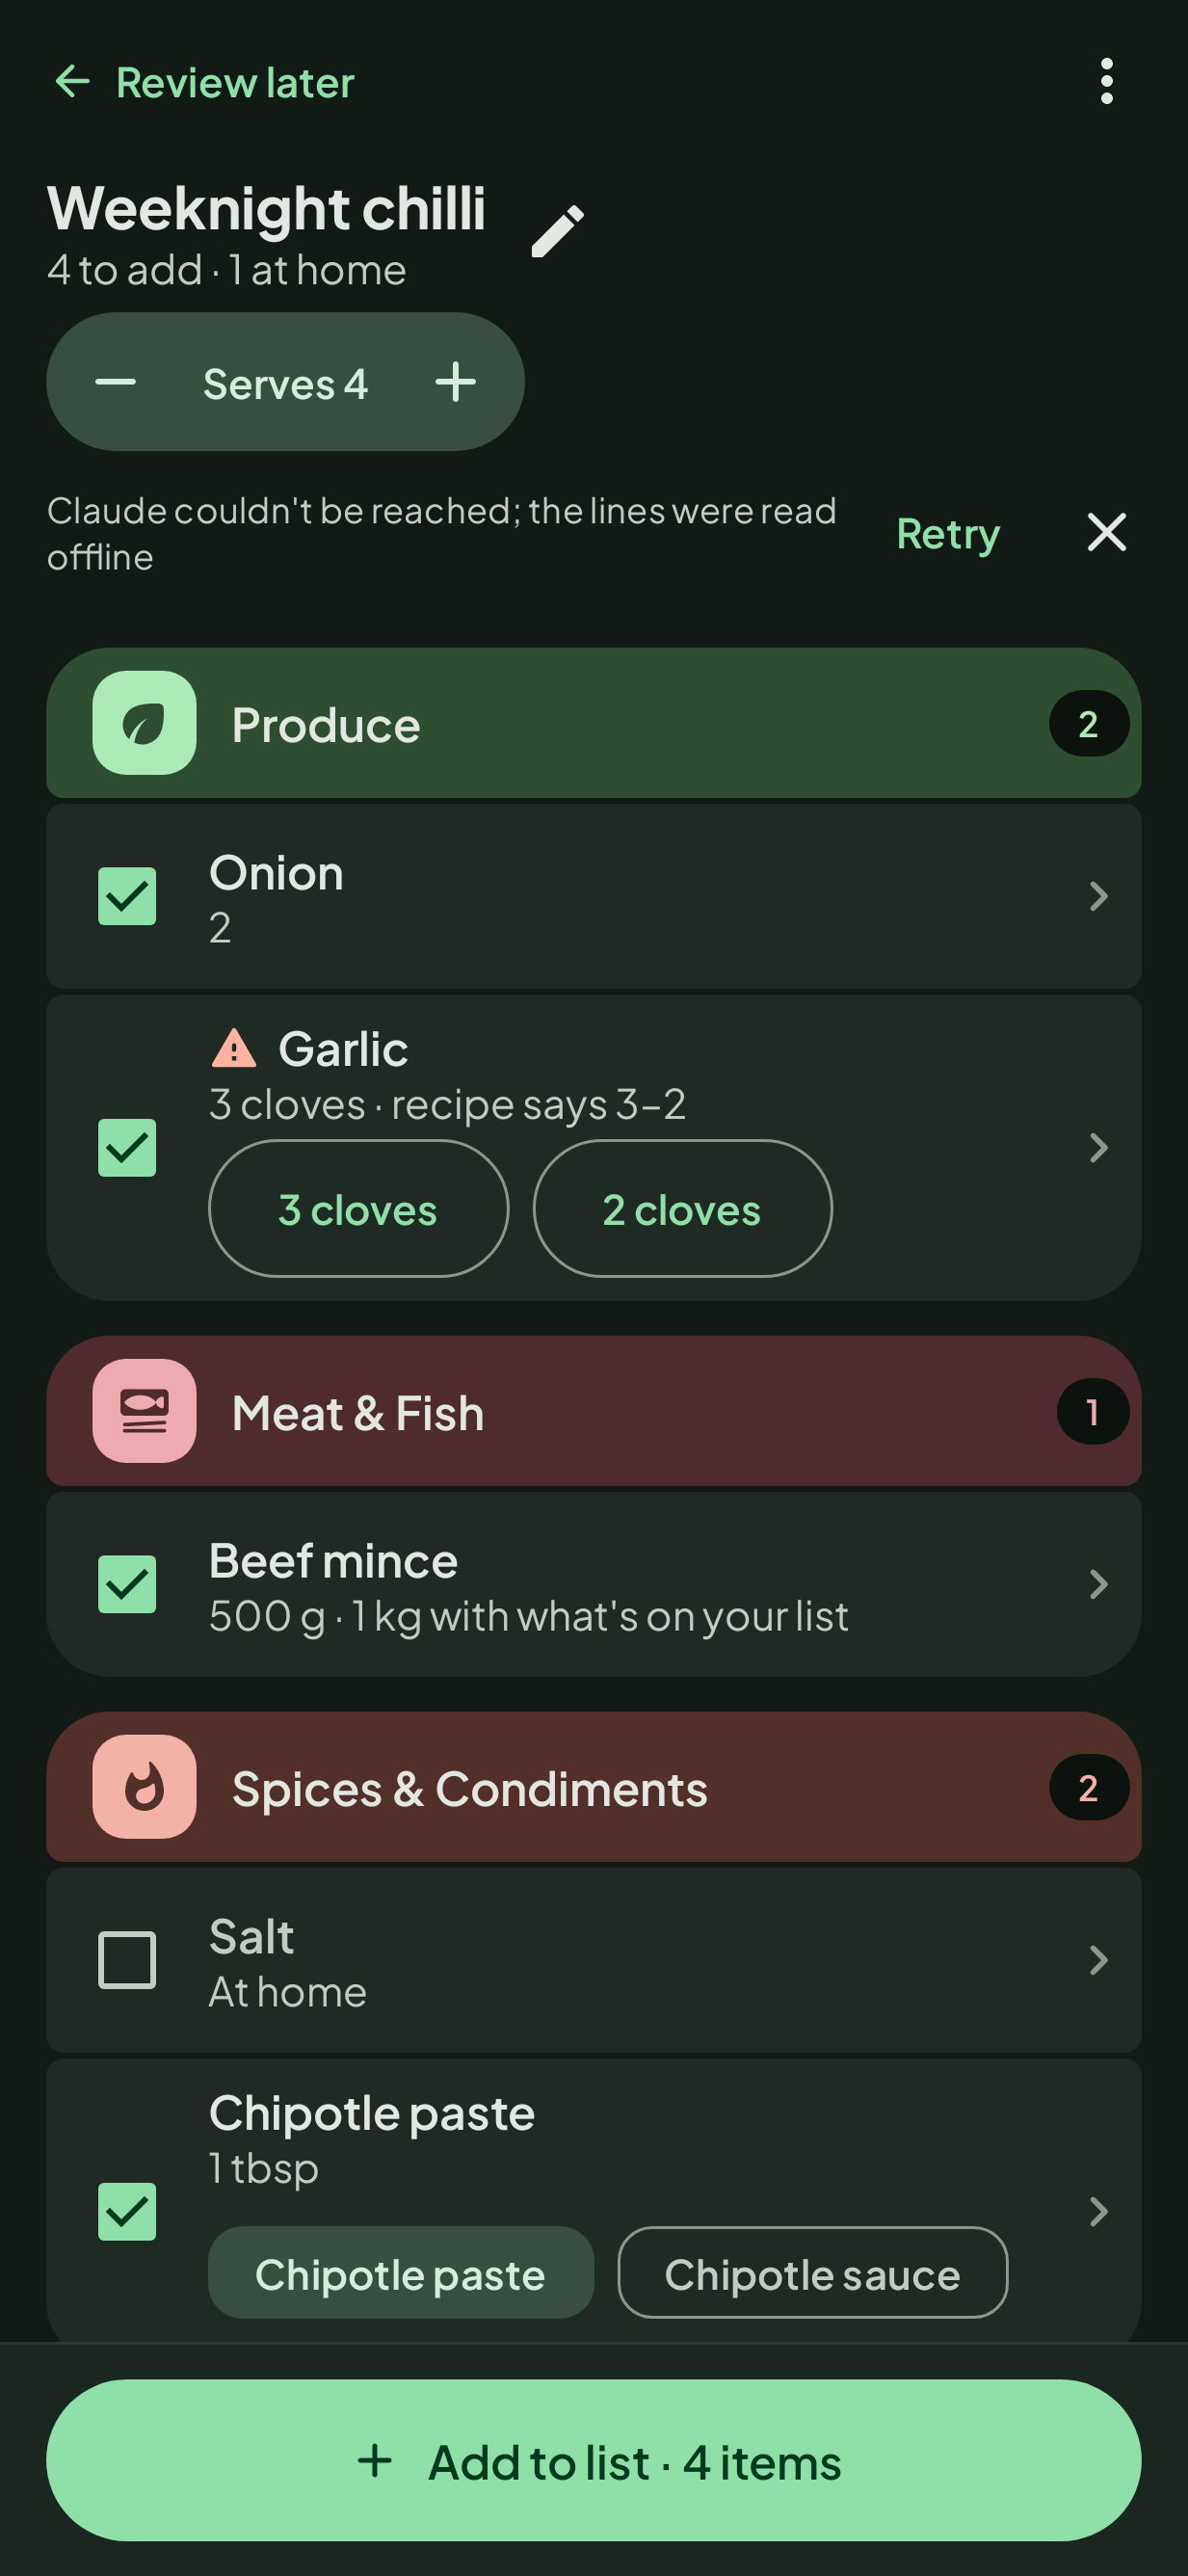 Review later
Weeknight chilli
4 to add · 1 at home
Serves 4
Claude couldn't be reached; the lines were read
offline
Retry
Produce
2
Onion
2
Garlic
3 cloves · recipe says 3–2
3 cloves
2 cloves
Meat & Fish
1
Beef mince
500 g · 1 kg with what's on your list
Spices & Condiments
2
Salt
At home
Chipotle paste
1 tbsp
Chipotle paste
Chipotle sauce
Add to list · 4 items